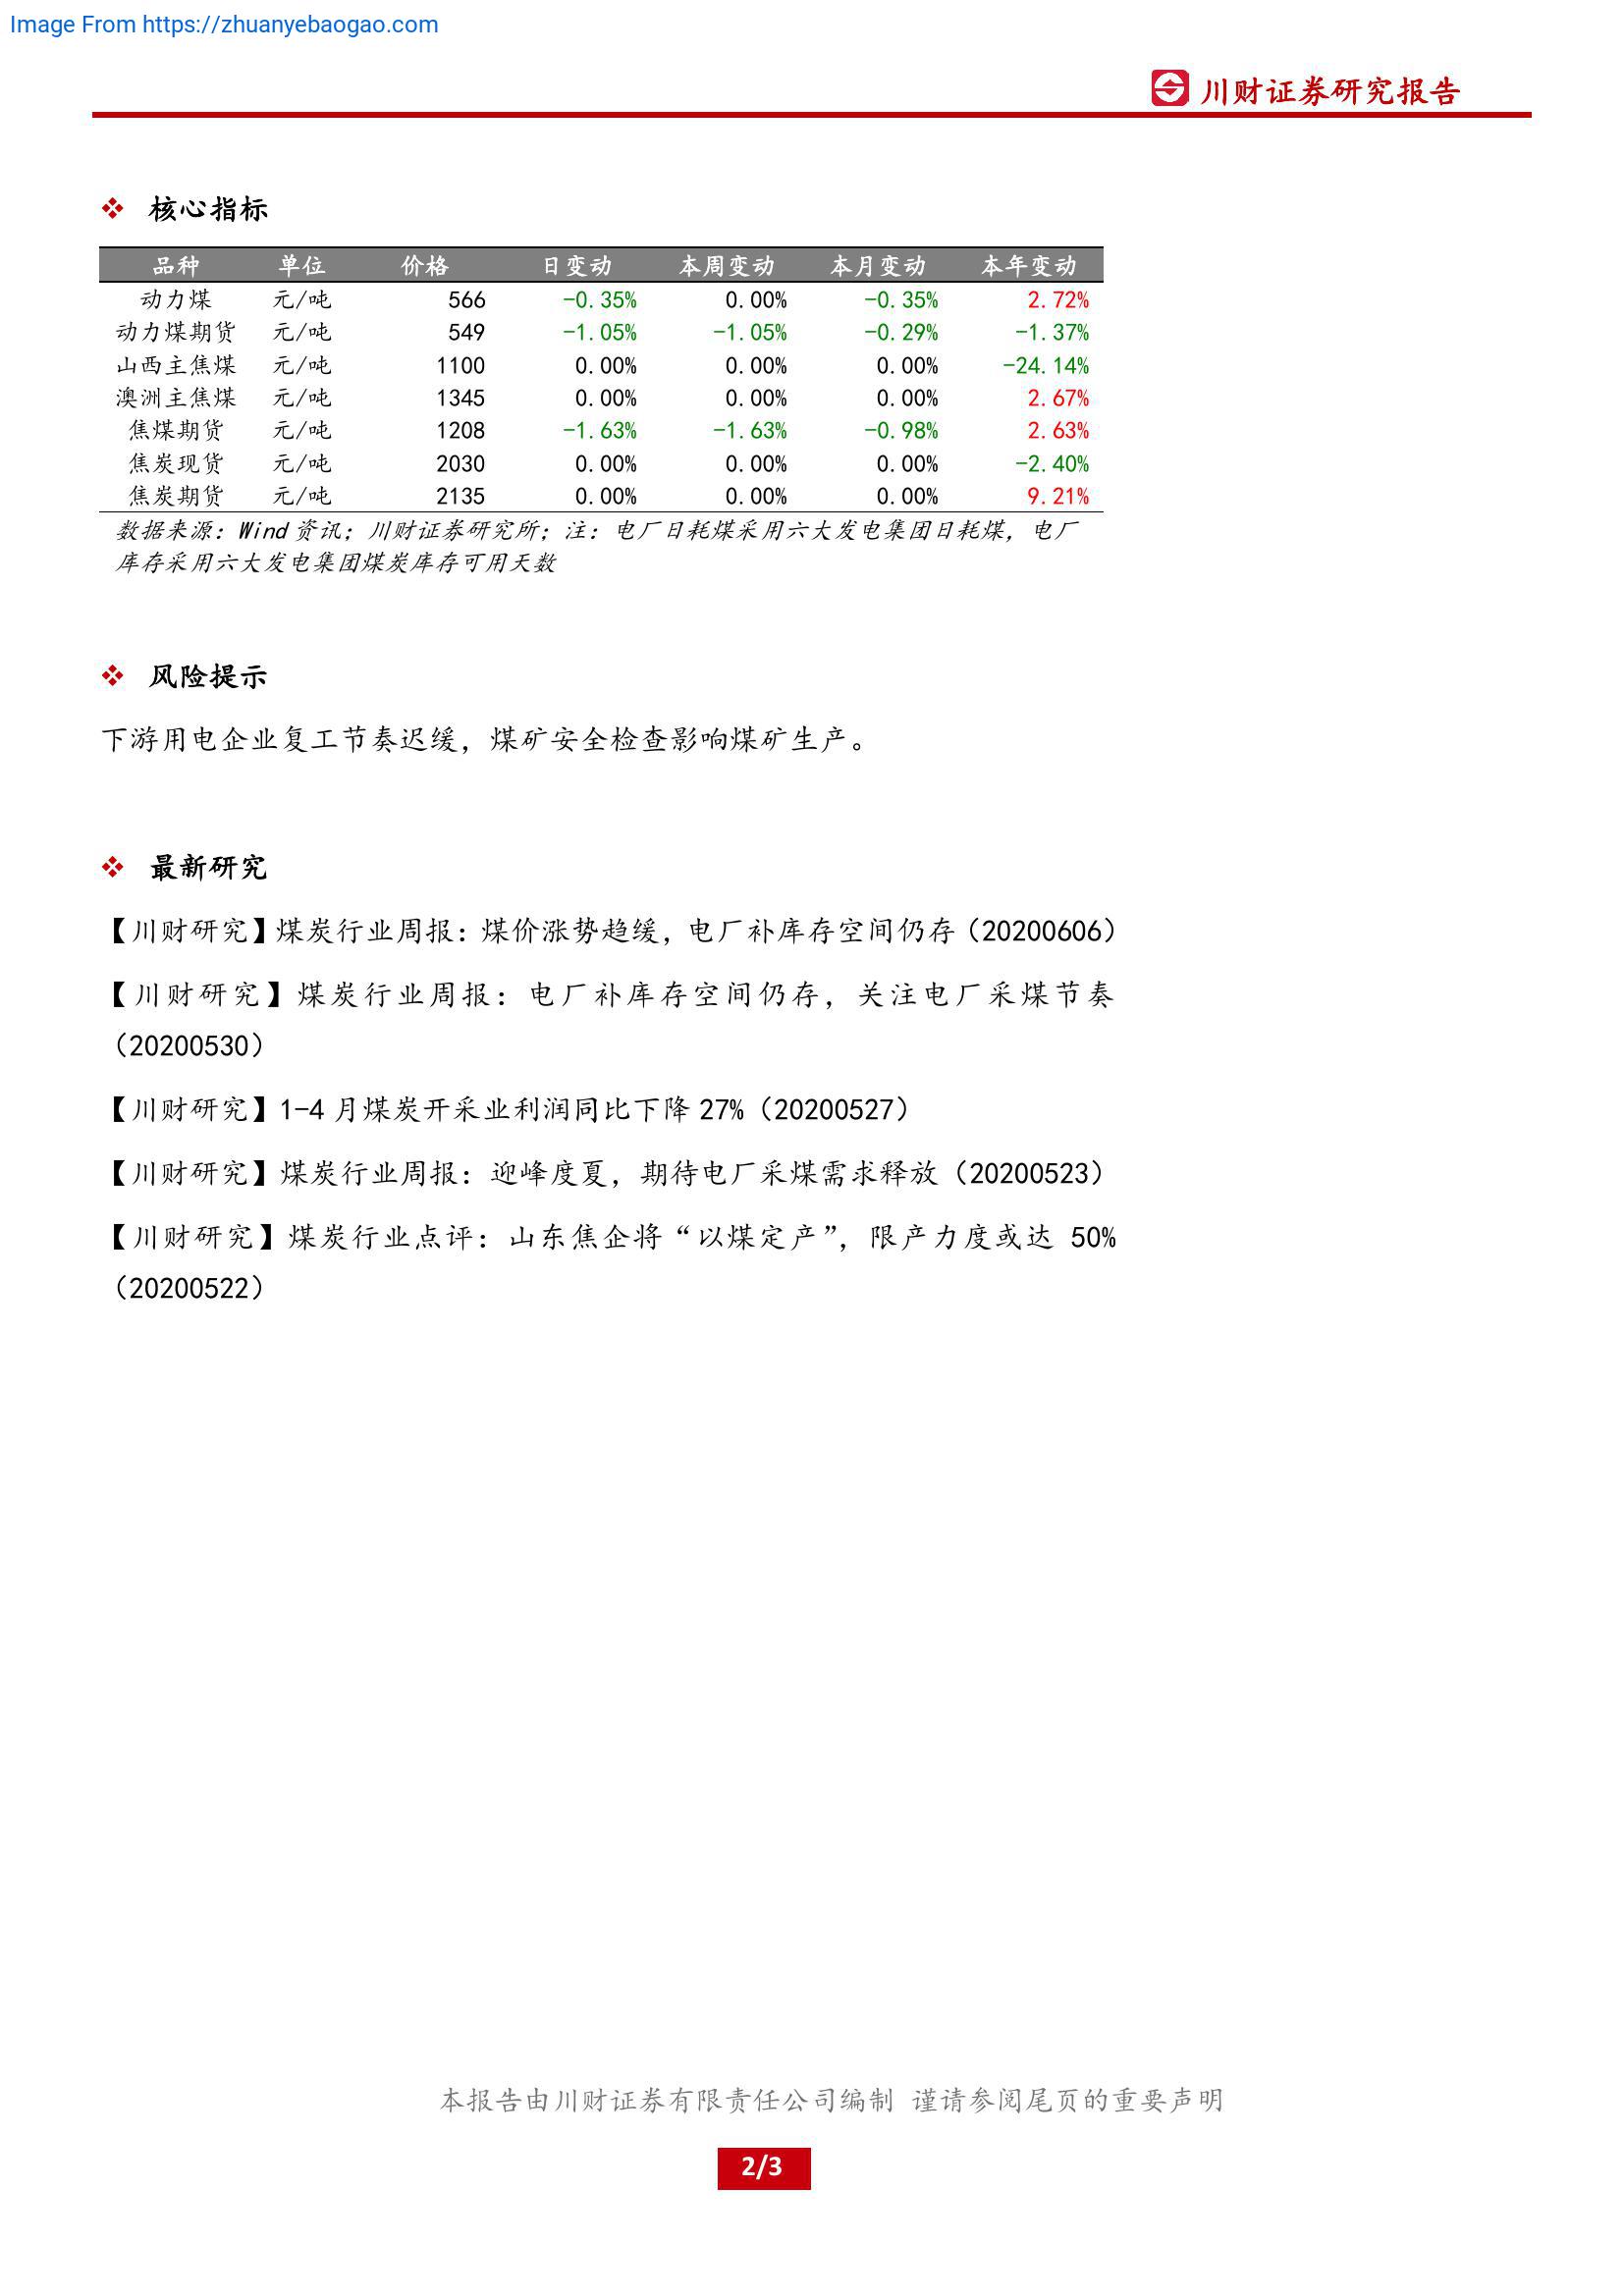 Image From https://zhuanyebaogao.com
川财证券研究报告
核心指标
品种 单位 价格 日变动 本周变动 本月变动 本年变动
动力煤 元/吨 566 -0.35% 0.00% -0.35% 2.72%
动力煤期货 元/吨 549 -1.05% -1.05% -0.29% -1.37%
山西主焦煤 元/吨 1100 0.00% 0.00% 0.00% -24.14%
澳洲主焦煤 元/吨 1345 0.00% 0.00% 0.00% 2.67%
焦煤期货 元/吨 1208 -1.63% -1.63% -0.98% 2.63%
焦炭现货 元/吨 2030 0.00% 0.00% 0.00% -2.40%
焦炭期货 元/吨 2135 0.00% 0.00% 0.00% 9.21%
数据来源：Wind 资讯；川财证券研究所；注：电厂日耗煤采用六大发电集团日耗煤，电厂
库存采用六大发电集团煤炭库存可用天数
风险提示
下游用电企业复工节奏迟缓，煤矿安全检查影响煤矿生产。
最新研究
【川财研究】煤炭行业周报：煤价涨势趋缓，电厂补库存空间仍存（20200606）
【川财研究】煤炭行业周报：电厂补库存空间仍存，关注电厂采煤节奏
（20200530）
【川财研究】1-4 月煤炭开采业利润同比下降 27%（20200527）
【川财研究】煤炭行业周报：迎峰度夏，期待电厂采煤需求释放（20200523）
【川财研究】煤炭行业点评：山东焦企将“以煤定产”，限产力度或达 50%
（20200522）
本报告由川财证券有限责任公司编制 谨请参阅尾页的重要声明
2/3